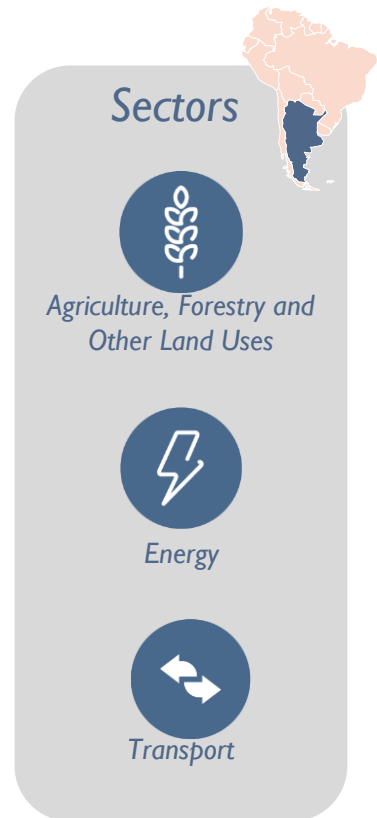 Sectors
Agriculture, Forestry and
Other Land Uses
Energy
Transport